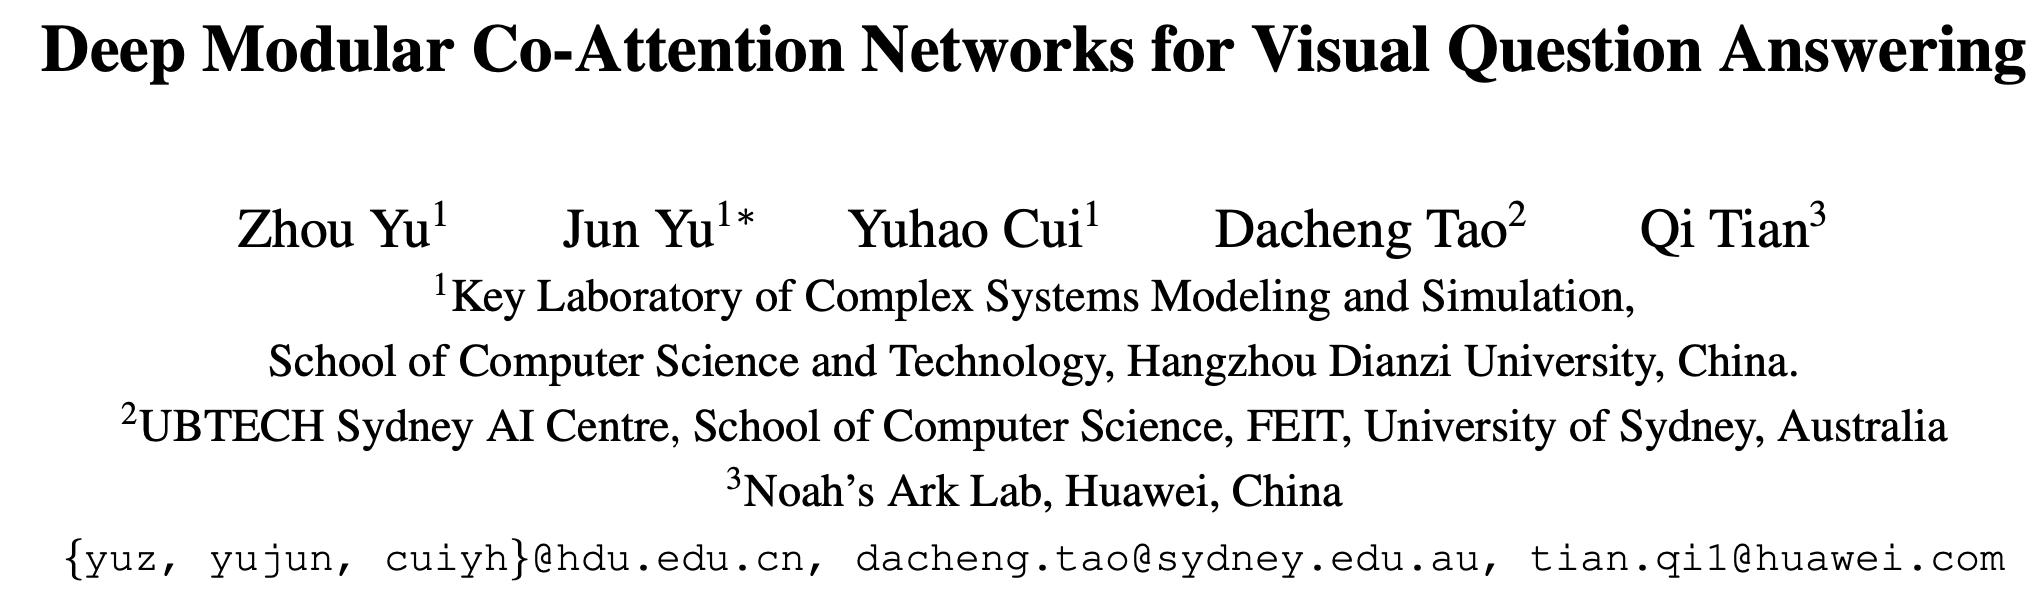 Deep Modular Co-Attention Networks for Visual Question Answering
Zhou Yu¹ Jun Yu¹* Yuhao Cui¹ Dacheng Tao² Qi Tian³
¹Key Laboratory of Complex Systems Modeling and Simulation,
School of Computer Science and Technology, Hangzhou Dianzi University, China.
²UBTECH Sydney AI Centre, School of Computer Science, FEIT, University of Sydney, Australia
³Noah’s Ark Lab, Huawei, China
{yuz, yujun, cuiyh}@hdu.edu.cn, dacheng.tao@sydney.edu.au, tian.qi1@huawei.com